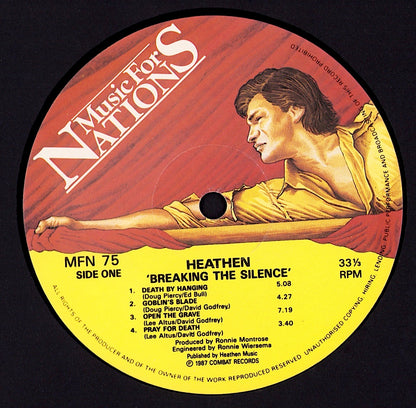 Music For
NATIONS
MFN 75
SIDE ONE
HEATHEN
'BREAKING THE SILENCE'
33⅓
RPM
1. DEATH BY HANGING 5.08
(Doug Piercy/Ed Bull)
2. GOBLIN'S BLADE 4.27
(Doug Piercy/David Godfrey)
3. OPEN THE GRAVE 7.19
(Lee Altus/David Godfrey)
4. PRAY FOR DEATH 3.40
(Lee Altus/David Godfrey)
Produced by Ronnie Montrose
Engineered by Ronnie Wiersema
Published by Heathen Music
℗ 1987 COMBAT RECORDS
ALL RIGHTS OF THE PRODUCER AND OF THE OWNER OF THE WORK REPRODUCED RESERVED. UNAUTHORISED COPYING, HIRING, LENDING, PUBLIC PERFORMANCE AND BROADCASTING OF THIS RECORD PROHIBITED